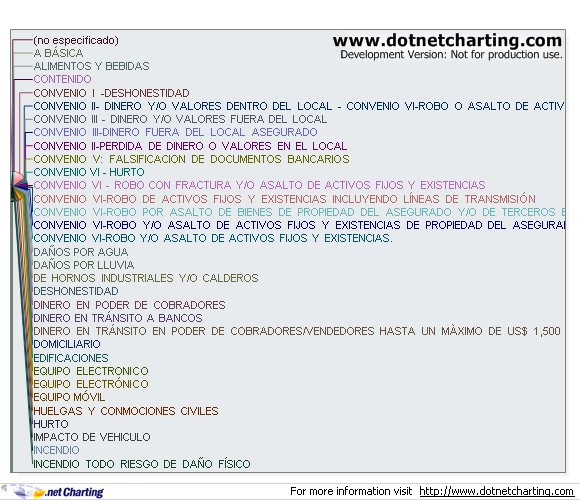 www.dotnetcharting.com
Development Version: Not for production use.
(no especificado)
A BÁSICA
ALIMENTOS Y BEBIDAS
CONTENIDO
CONVENIO I -DESHONESTIDAD
CONVENIO II- DINERO Y/O VALORES DENTRO DEL LOCAL - CONVENIO VI-ROBO O ASALTO DE ACTIV
CONVENIO III - DINERO Y/O VALORES FUERA DEL LOCAL
CONVENIO III-DINERO FUERA DEL LOCAL ASEGURADO
CONVENIO II-PERDIDA DE DINERO O VALORES EN EL LOCAL
CONVENIO V: FALSIFICACION DE DOCUMENTOS BANCARIOS
CONVENIO VI - HURTO
CONVENIO VI - ROBO CON FRACTURA Y/O ASALTO DE ACTIVOS FIJOS Y EXISTENCIAS
CONVENIO VI-ROBO DE ACTIVOS FIJOS Y EXISTENCIAS INCLUYENDO LÍNEAS DE TRANSMISIÓN
CONVENIO VI-ROBO POR ASALTO DE BIENES DE PROPIEDAD DEL ASEGURADO Y/O DE TERCEROS E
CONVENIO VI-ROBO Y/O ASALTO DE ACTIVOS FIJOS Y EXISTENCIAS DE PROPIEDAD DEL ASEGURA
CONVENIO VI-ROBO Y/O ASALTO DE ACTIVOS FIJOS Y EXISTENCIAS.
DAÑOS POR AGUA
DAÑOS POR LLUVIA
DE HORNOS INDUSTRIALES Y/O CALDEROS
DESHONESTIDAD
DINERO EN PODER DE COBRADORES
DINERO EN TRÁNSITO A BANCOS
DINERO EN TRÁNSITO EN PODER DE COBRADORES/VENDEDORES HASTA UN MÀXIMO DE US$ 1,500
DOMICILIARIO
EDIFICACIONES
EQUIPO ELECTRONICO
EQUIPO ELECTRÓNICO
EQUIPO MÓVIL
HUELGAS Y CONMOCIONES CIVILES
HURTO
IMPACTO DE VEHICULO
INCENDIO
INCENDIO TODO RIESGO DE DAÑO FÍSICO
.net Charting
For more information visit http://www.dotnetcharting.com